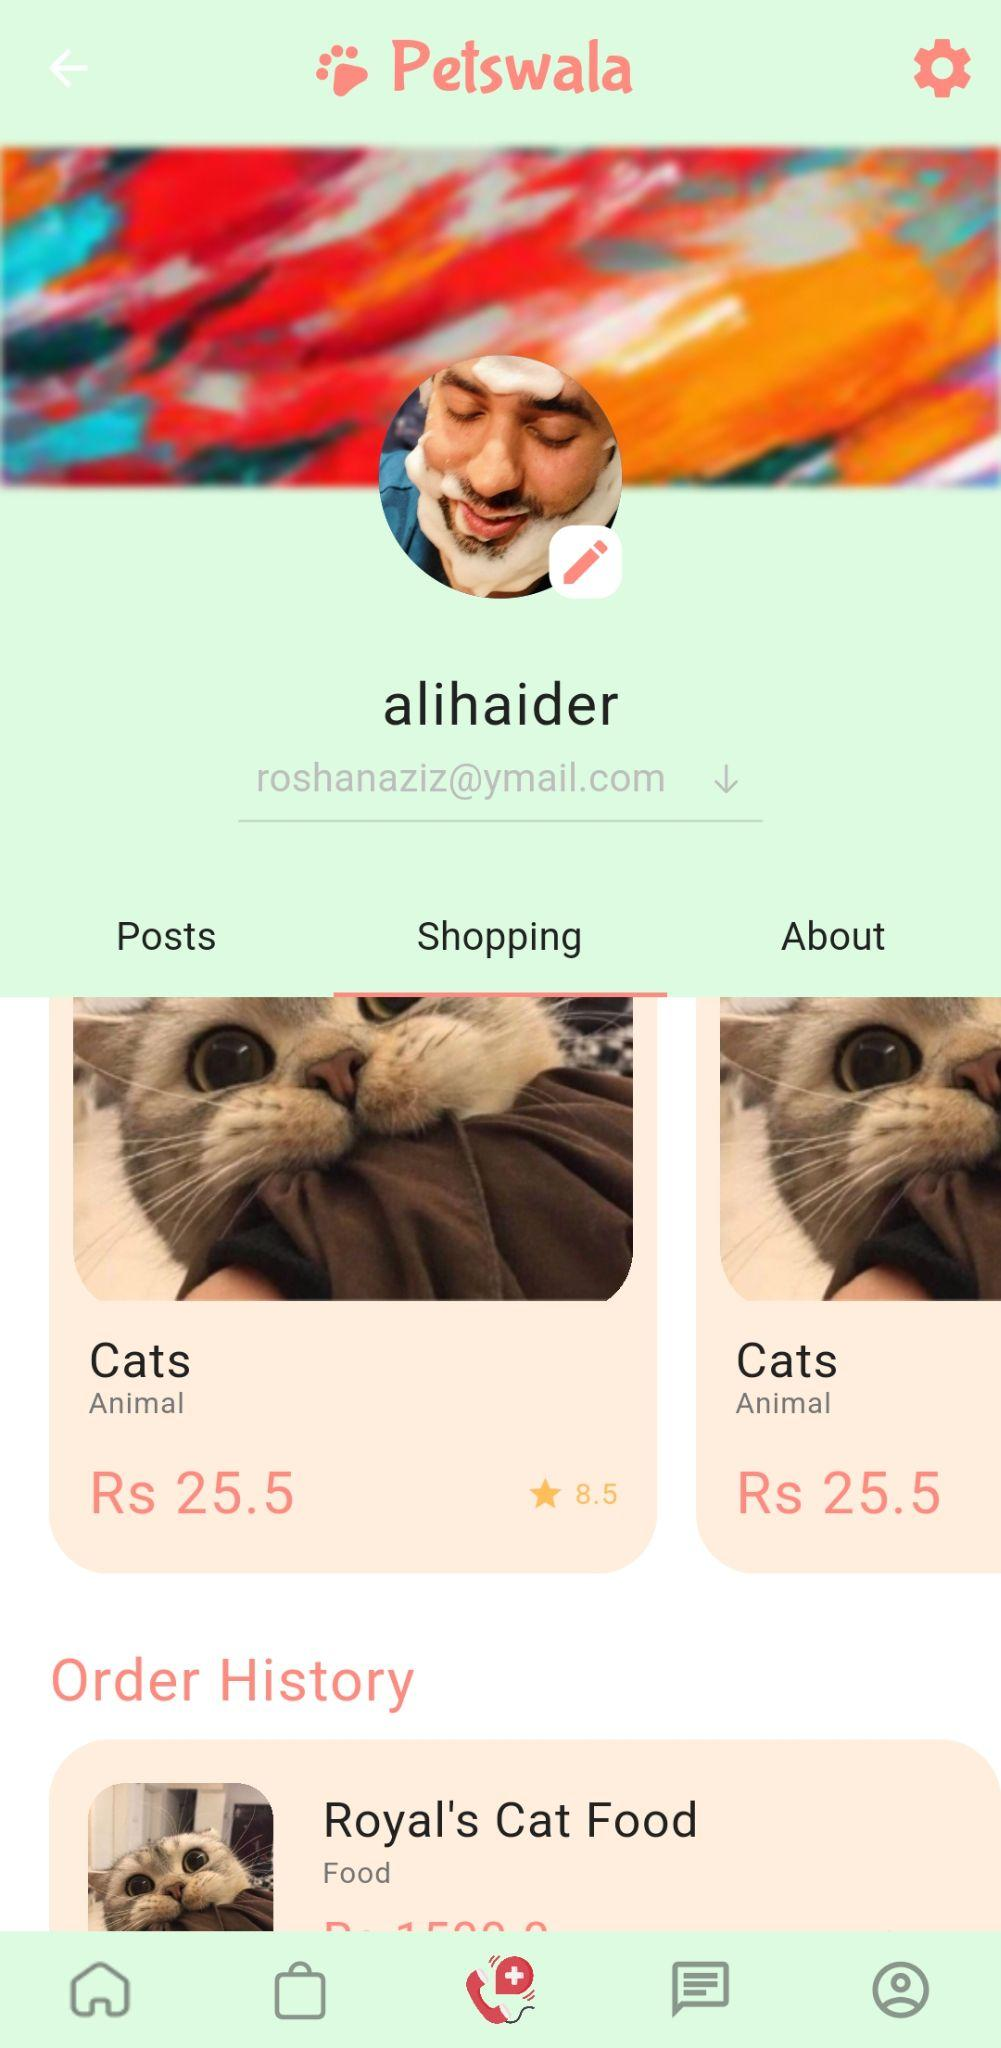 Petswala
alihaider
roshanaziz@ymail.com
Posts Shopping About
Cats
Animal
Rs 25.5 8.5
Cats
Animal
Rs 25.5
Order History
Royal's Cat Food
Food
Rs